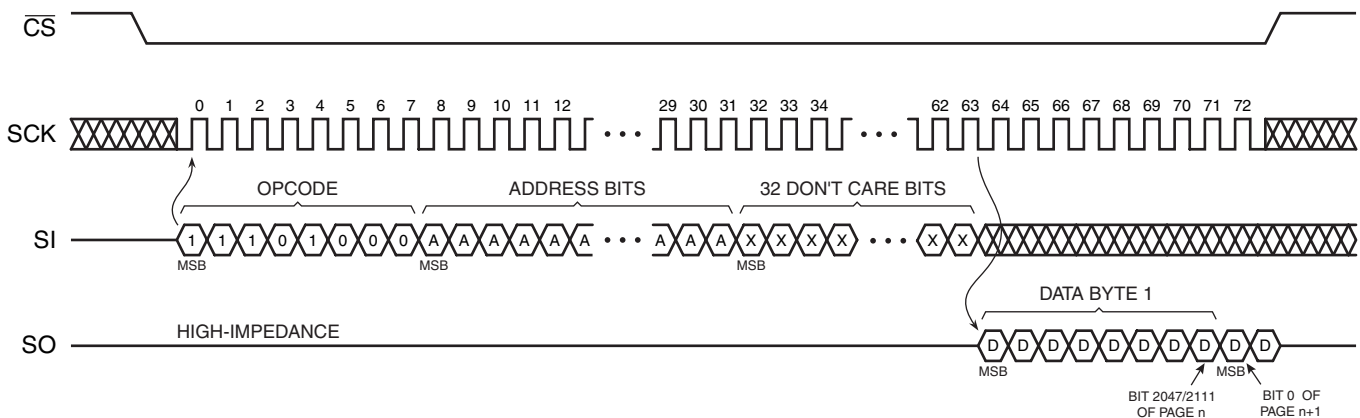 CS
0 1 2 3 4 5 6 7 8 9 10 11 12 29 30 31 32 33 34 62 63 64 65 66 67 68 69 70 71 72
SCK
OPCODE ADDRESS BITS 32 DON'T CARE BITS
SI 1 1 1 0 1 0 0 0 A A A A A A A A A X X X X X X
MSB MSB MSB
DATA BYTE 1
HIGH-IMPEDANCE
SO D D D D D D D D D D
MSB MSB
BIT 2047/2111 BIT 0 OF
OF PAGE n PAGE n+1